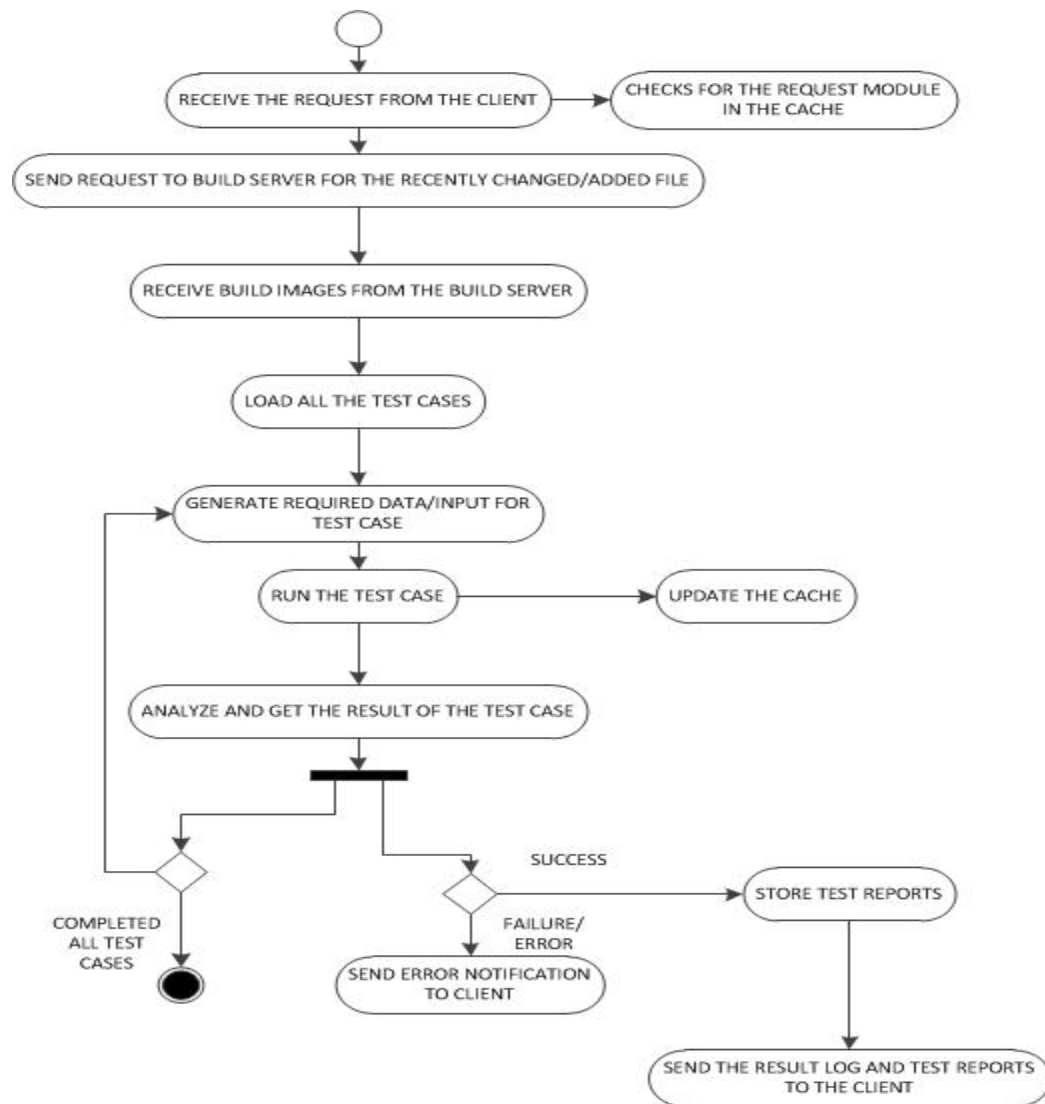 RECEIVE THE REQUEST FROM THE CLIENT
CHECKS FOR THE REQUEST MODULE
IN THE CACHE
SEND REQUEST TO BUILD SERVER FOR THE RECENTLY CHANGED/ADDED FILE
RECEIVE BUILD IMAGES FROM THE BUILD SERVER
LOAD ALL THE TEST CASES
GENERATE REQUIRED DATA/INPUT FOR
TEST CASE
RUN THE TEST CASE
UPDATE THE CACHE
ANALYZE AND GET THE RESULT OF THE TEST CASE
SUCCESS
STORE TEST REPORTS
COMPLETED
ALL TEST
CASES
FAILURE/
ERROR
SEND ERROR NOTIFICATION
TO CLIENT
SEND THE RESULT LOG AND TEST REPORTS
TO THE CLIENT